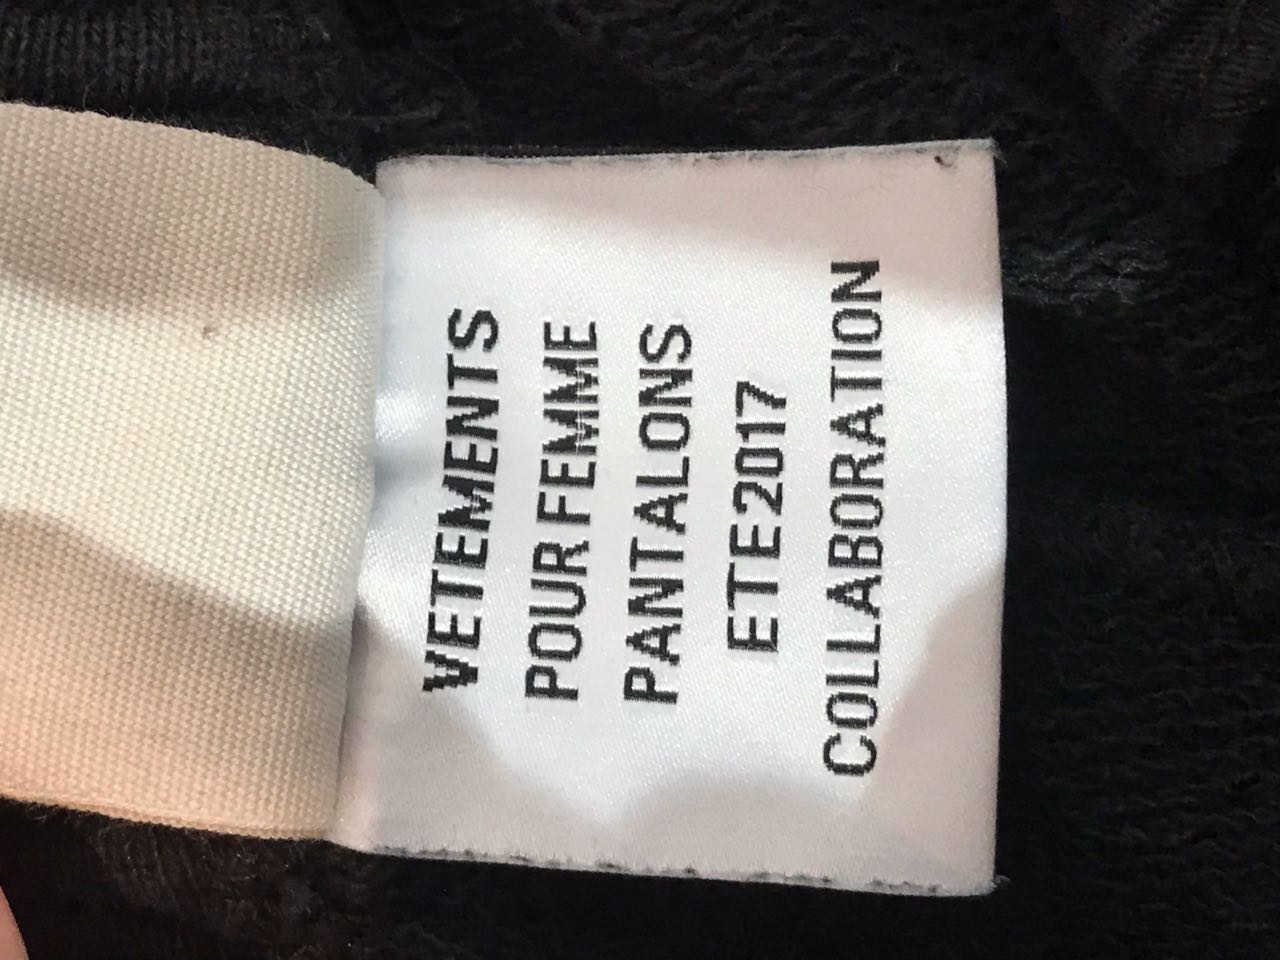 VETEMENTS
POUR FEMME
PANTALONS
ETE 2017
COLLABORATION